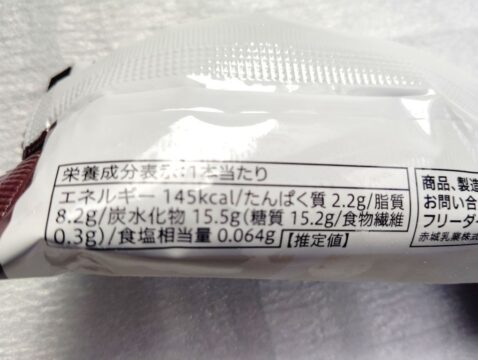 栄養成分表示:1本当たり
エネルギー 145kcal/たんぱく質 2.2g/脂質
8.2g/炭水化物 15.5g(糖質 15.2g/食物繊維
0.3g)/食塩相当量 0.064g【推定値】
商品、製造
お問い合
フリーダー
赤城乳業株式